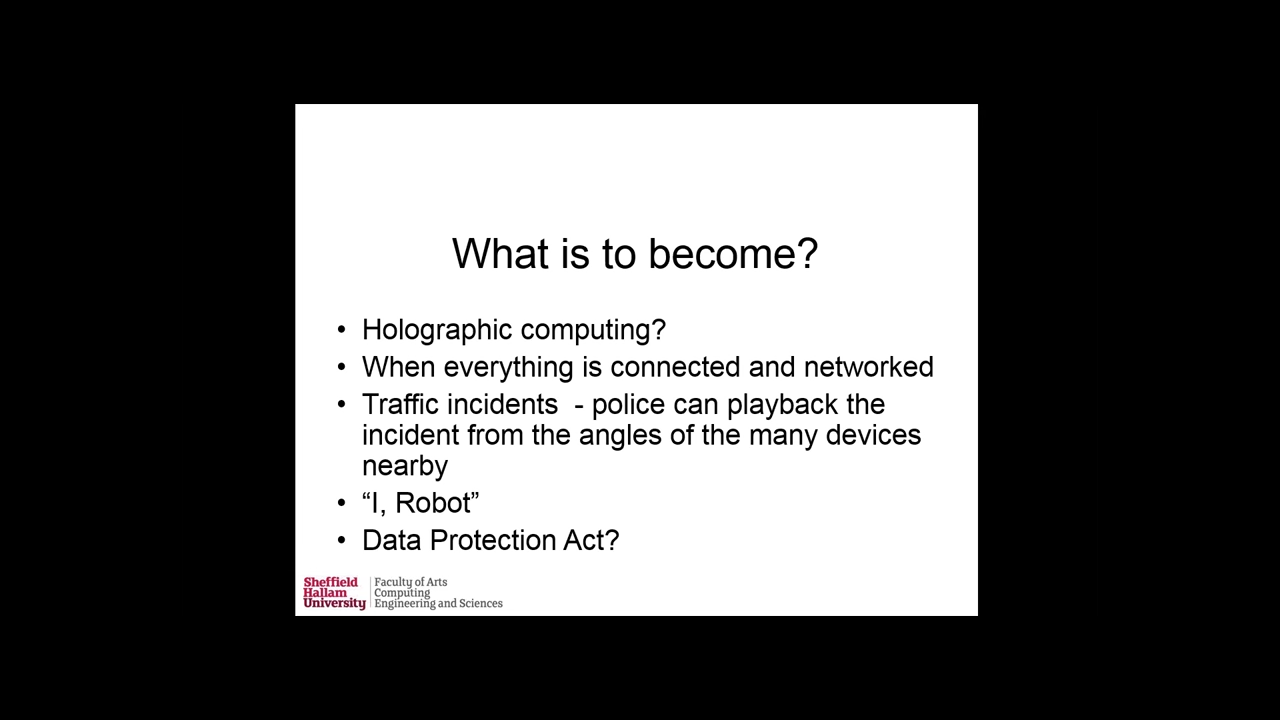 What is to become?
• Holographic computing?
• When everything is connected and networked
• Traffic incidents  - police can playback the
incident from the angles of the many devices
nearby
• “I, Robot”
• Data Protection Act?
Sheffield
Hallam
University
Faculty of Arts
Computing
Engineering and Sciences